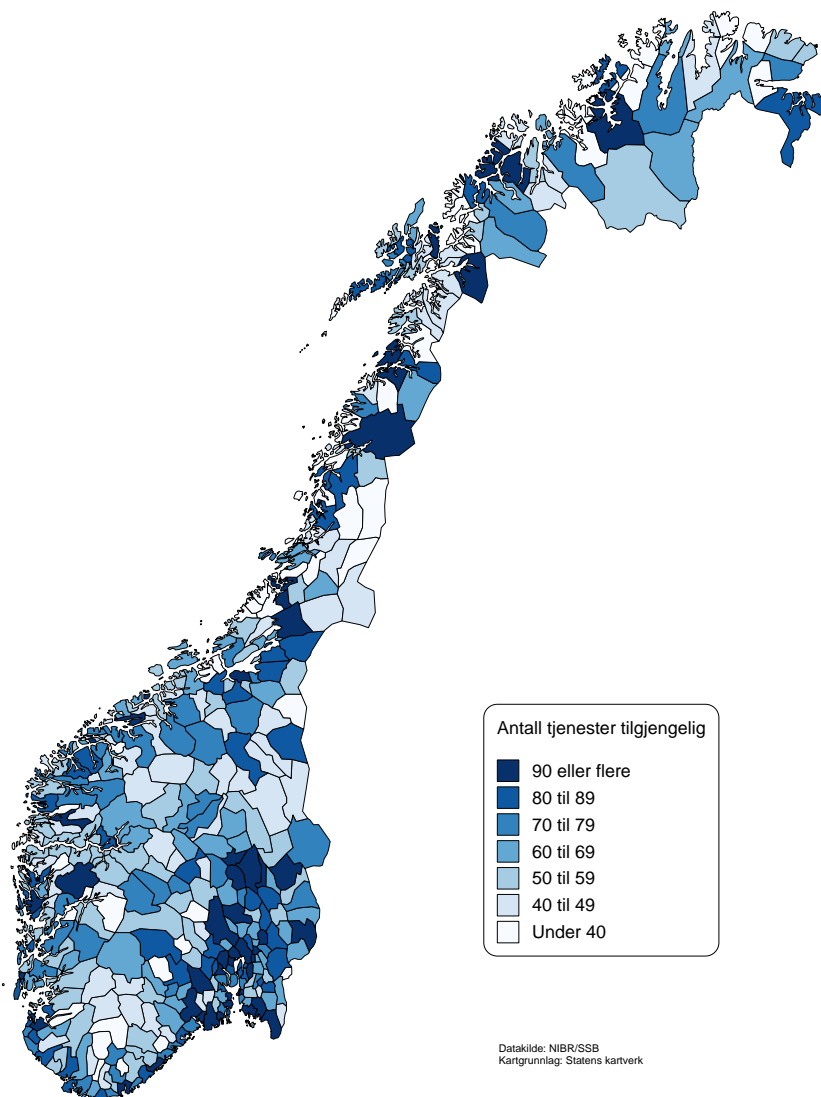 Antall tjenester tilgjengelig
90 eller flere
80 til 89
70 til 79
60 til 69
50 til 59
40 til 49
Under 40
Datakilde: NIBR/SSB
Kartgrunnlag: Statens kartverk